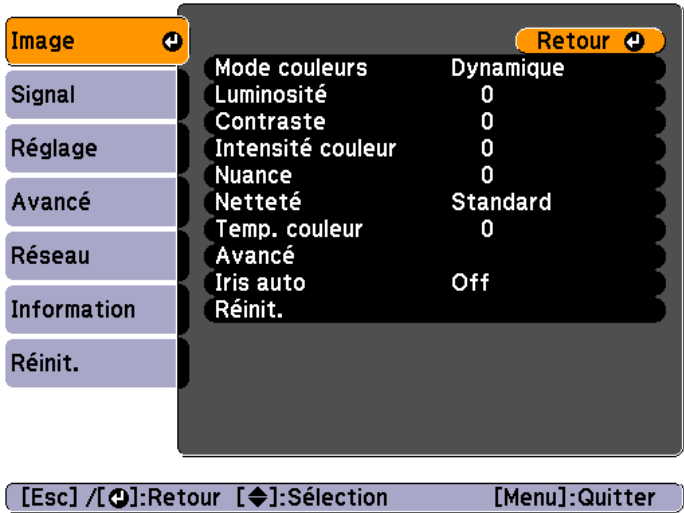 Image
Signal
Réglage
Avancé
Réseau
Information
Réinit.
Retour
Mode couleurs Dynamique
Luminosité 0
Contraste 0
Intensité couleur 0
Nuance 0
Netteté Standard
Temp. couleur 0
Avancé
Iris auto Off
Réinit.
[Esc] /[⏎]:Retour [♦]:Sélection [Menu]:Quitter